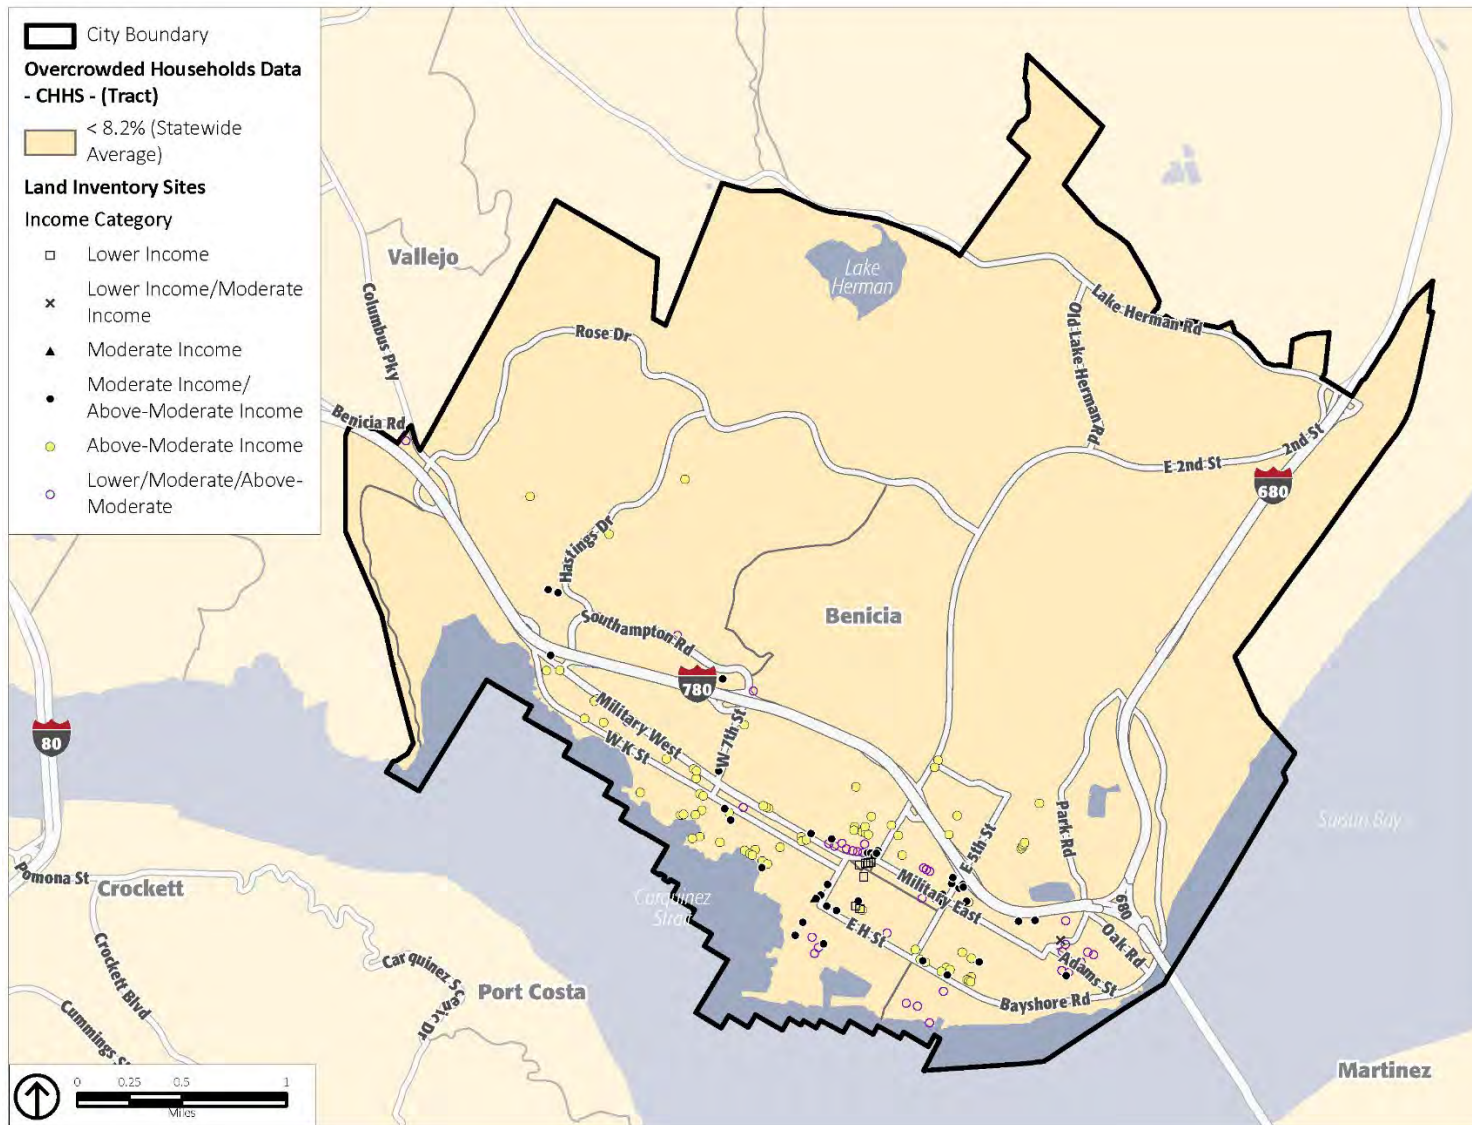 City Boundary
Overcrowded Households Data
- CHHS - (Tract)
< 8.2% (Statewide
Average)
Land Inventory Sites
Income Category
Lower Income
Lower Income/Moderate
Income
Moderate Income
Moderate Income/
Above-Moderate Income
Above-Moderate Income
Lower/Moderate/Above-
Moderate
Vallejo
Columbus Pky
Benicia Rd
Rose Dr
Lake
Herman
Lake Herman Rd
Old Lake Herman Rd
E 2nd St
2nd St
680
Hastings Dr
Southampton Rd
Benicia
780
80
Military West
W K St
W 7th St
E 5th St
Park Rd
Suisun Bay
Pomona St
Crockett
Carquinez
Strait
Military East
E H St
680
Oak Rd
Adams St
Bayshore Rd
Crockett Blvd
Carquinez Scenic Dr
Port Costa
Cummings S
Martinez
0 0.25 0.5 1
Miles